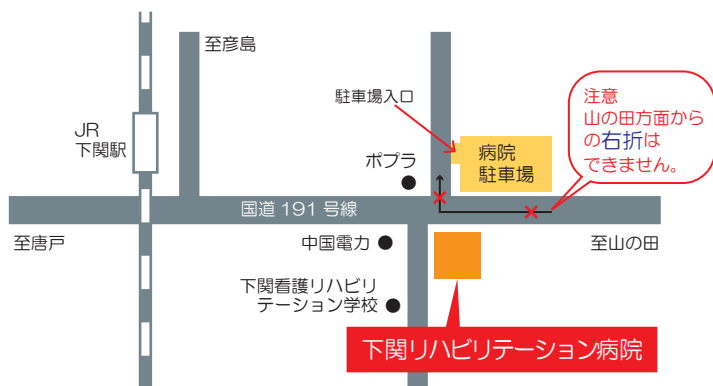 至彦島
駐車場入口
注意
山の田方面から
の右折は
できません。
JR
下関駅
病院
駐車場
ポプラ
国道 191 号線
至唐戸
中国電力
至山の田
下関看護リハビリ
テーション学校
下関リハビリテーション病院